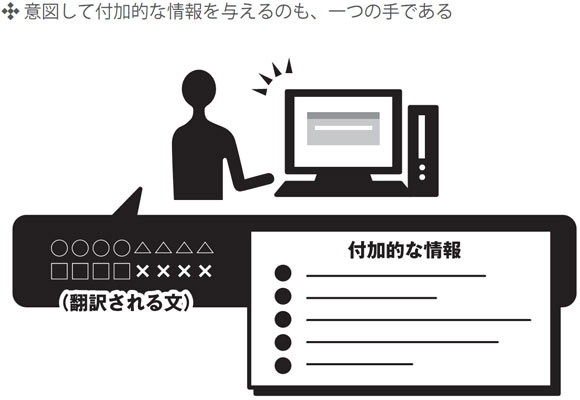 ❖ 意図して付加的な情報を与えるのも、一つの手である
○○○○△△△△
□□□□××××
（翻訳される文）
付加的な情報